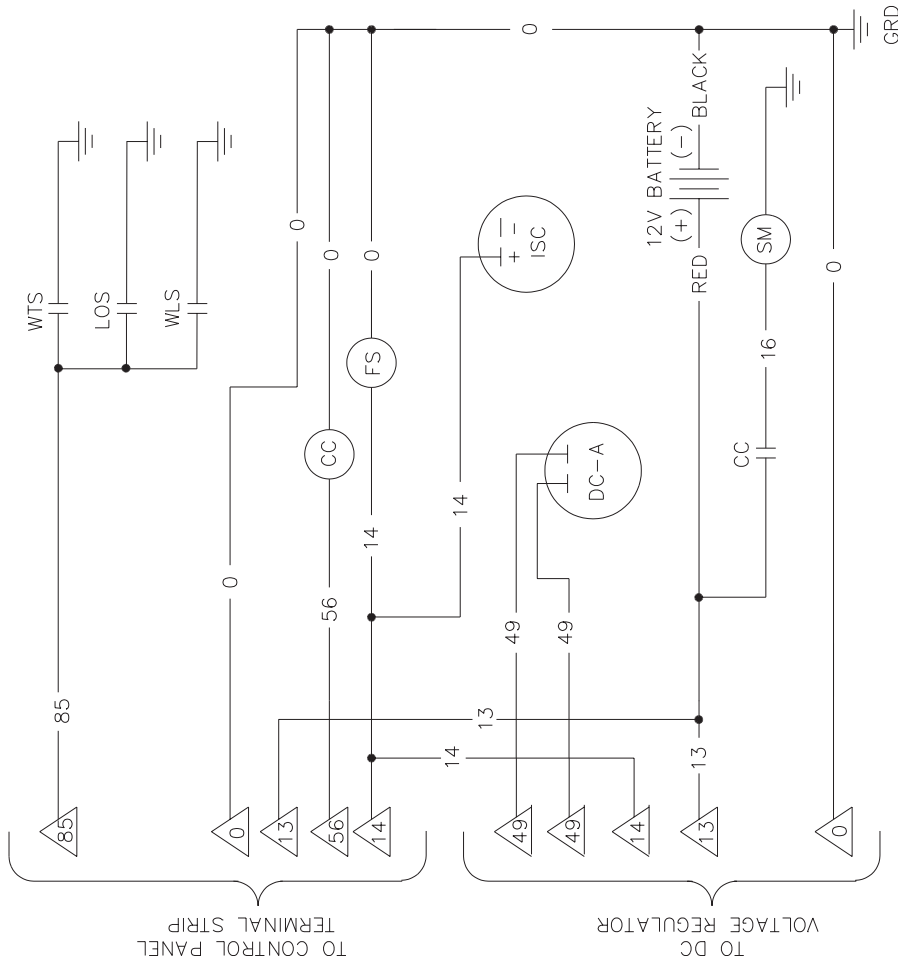 0
GRD
WTS
LOS
WLS
0
0
0
BLACK
12V BATTERY
(+) (-)
+ -
ISC
RED
SM
0
FS
16
CC
CC
DC-A
85
0
56
14
14
49
49
13
14
13
85
0
13
56
14
49
49
14
13
0
TO CONTROL PANEL
TERMINAL STRIP
TO DC
VOLTAGE REGULATOR